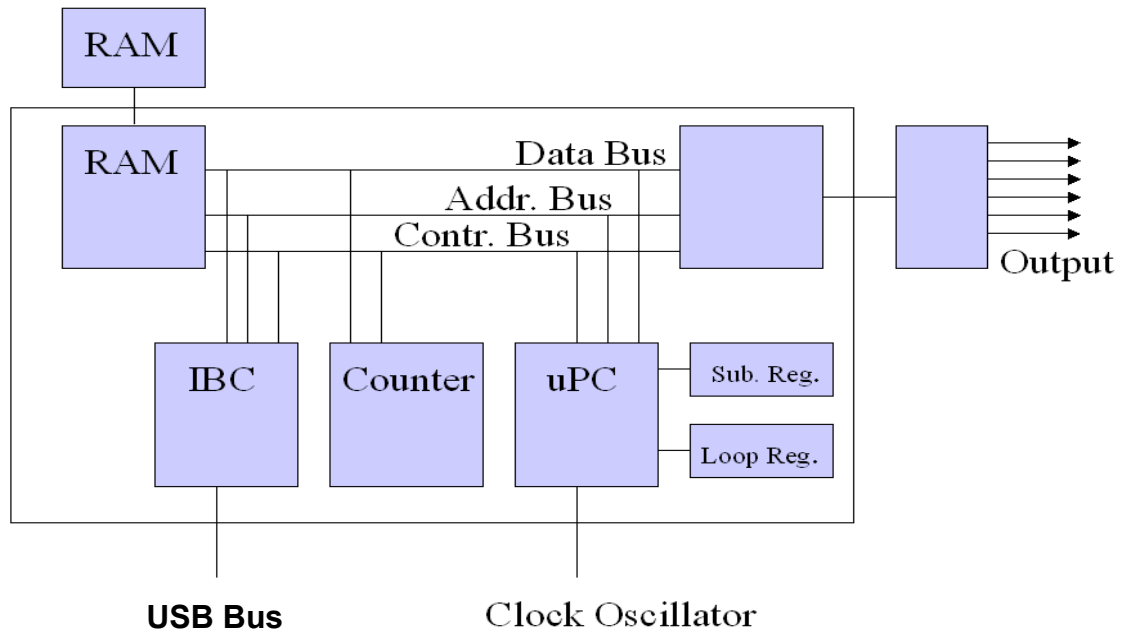 RAM
RAM
Data Bus
Addr. Bus
Contr. Bus
Output
IBC
Counter
uPC
Sub. Reg.
Loop Reg.
USB Bus
Clock Oscillator